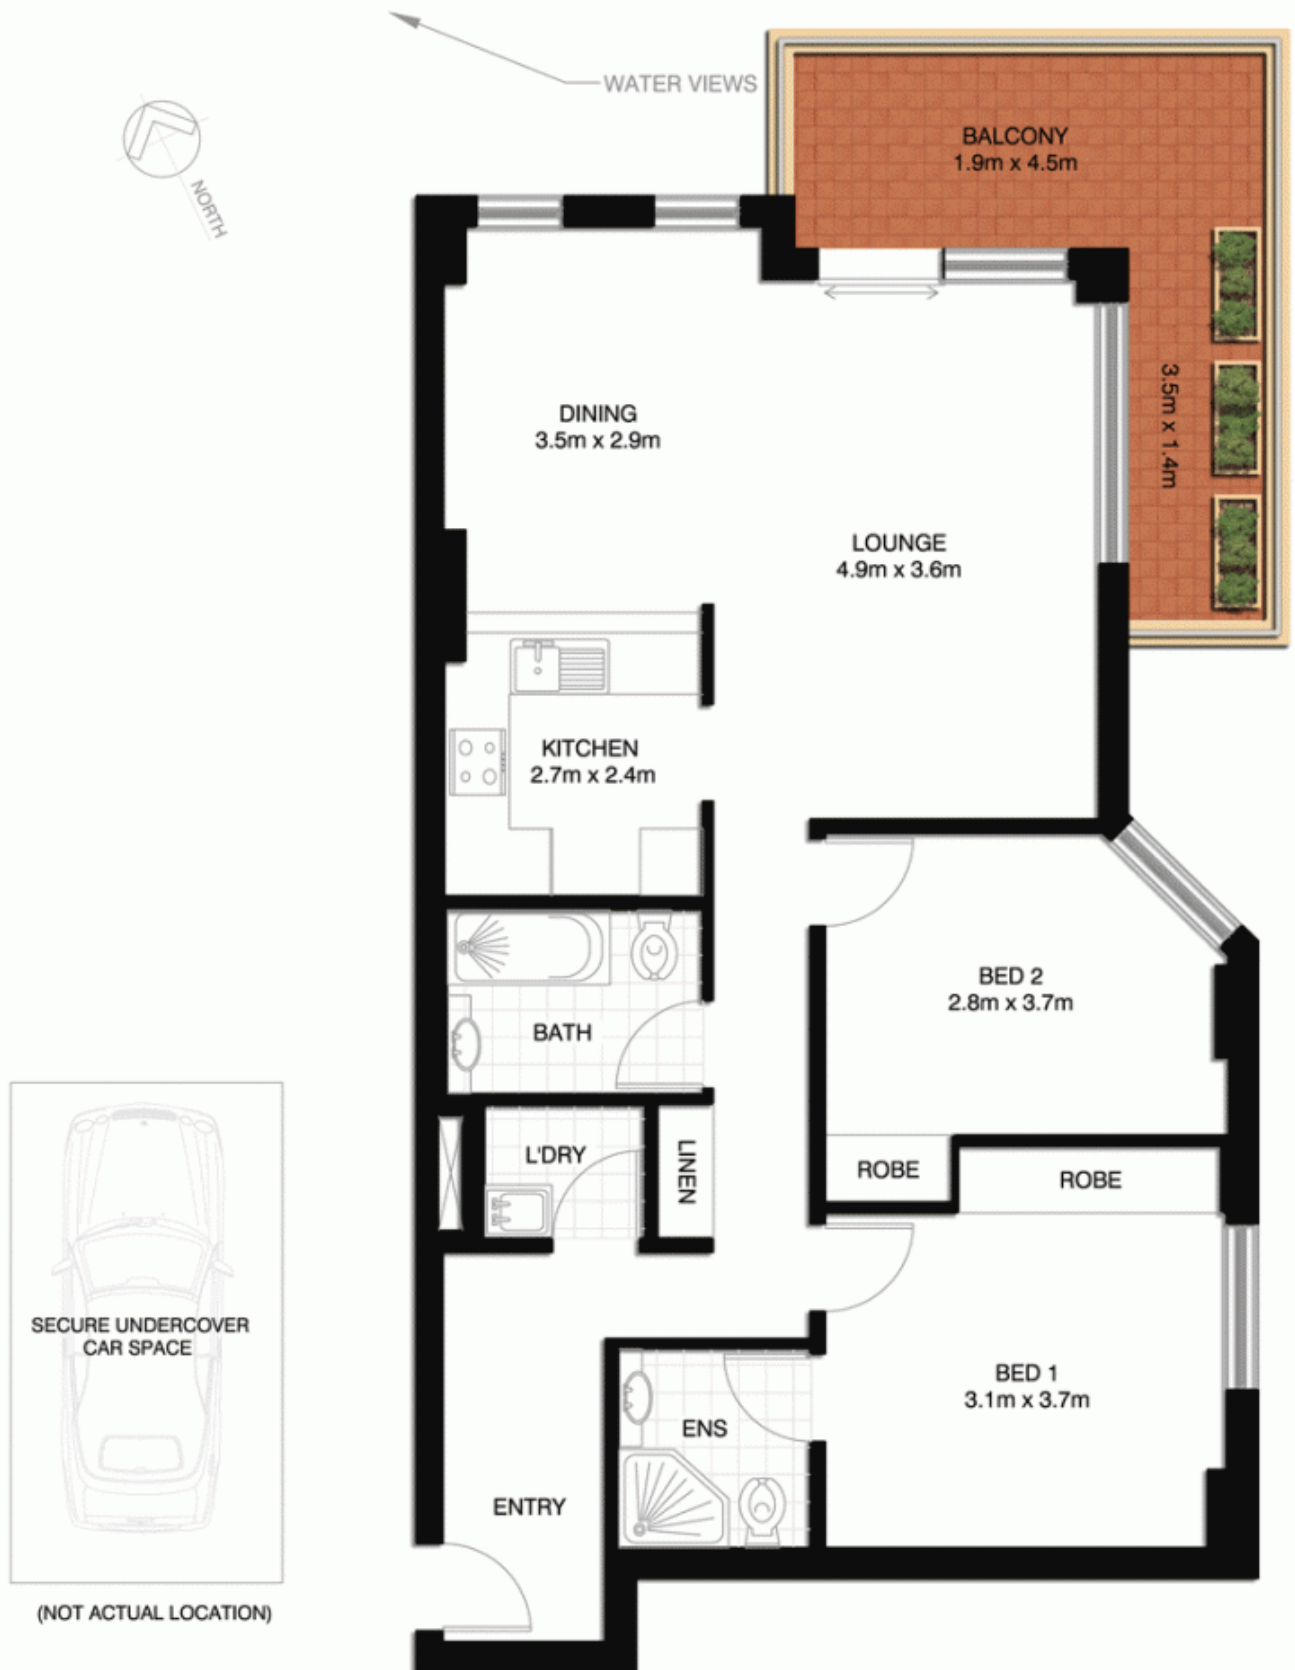 WATER VIEWS
NORTH
BALCONY
1.9m x 4.5m
3.5m x 1.4m
DINING
3.5m x 2.9m
LOUNGE
4.9m x 3.6m
KITCHEN
2.7m x 2.4m
BED 2
2.8m x 3.7m
BATH
L'DRY
LINEN
ROBE
ROBE
SECURE UNDERCOVER
CAR SPACE
(NOT ACTUAL LOCATION)
BED 1
3.1m x 3.7m
ENS
ENTRY